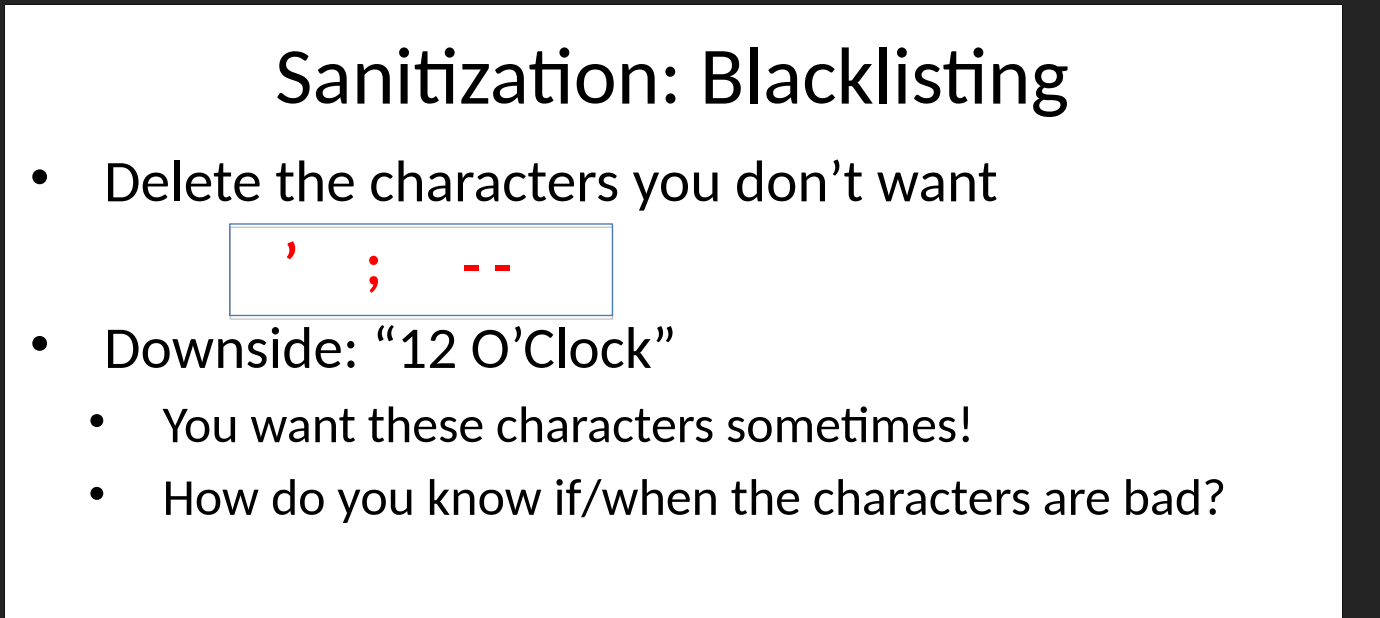 Sanitization: Blacklisting
• Delete the characters you don’t want
’ ; --
• Downside: “12 O’Clock”
• You want these characters sometimes!
• How do you know if/when the characters are bad?